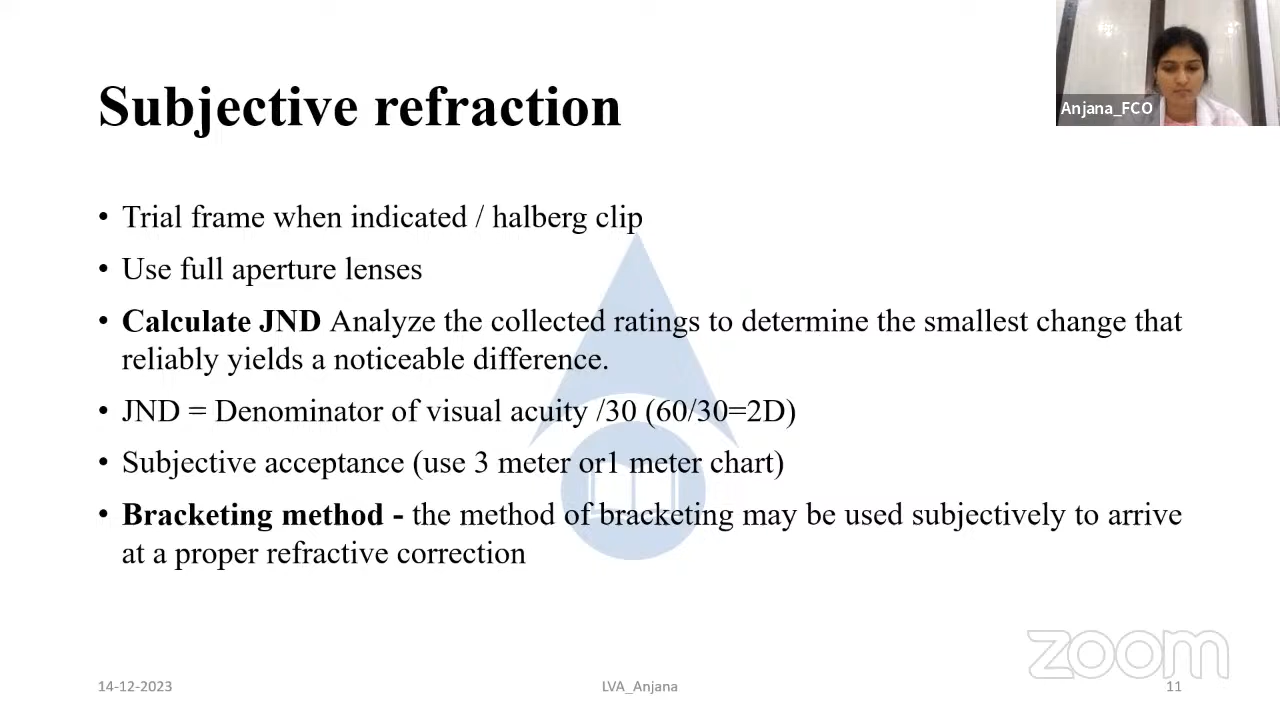 Subjective refraction
Anjana_FCO
• Trial frame when indicated / halberg clip
• Use full aperture lenses
• Calculate JND Analyze the collected ratings to determine the smallest change that
reliably yields a noticeable difference.
• JND = Denominator of visual acuity /30 (60/30=2D)
• Subjective acceptance (use 3 meter or1 meter chart)
• Bracketing method - the method of bracketing may be used subjectively to arrive
at a proper refractive correction
zoom
14-12-2023
LVA_Anjana
11